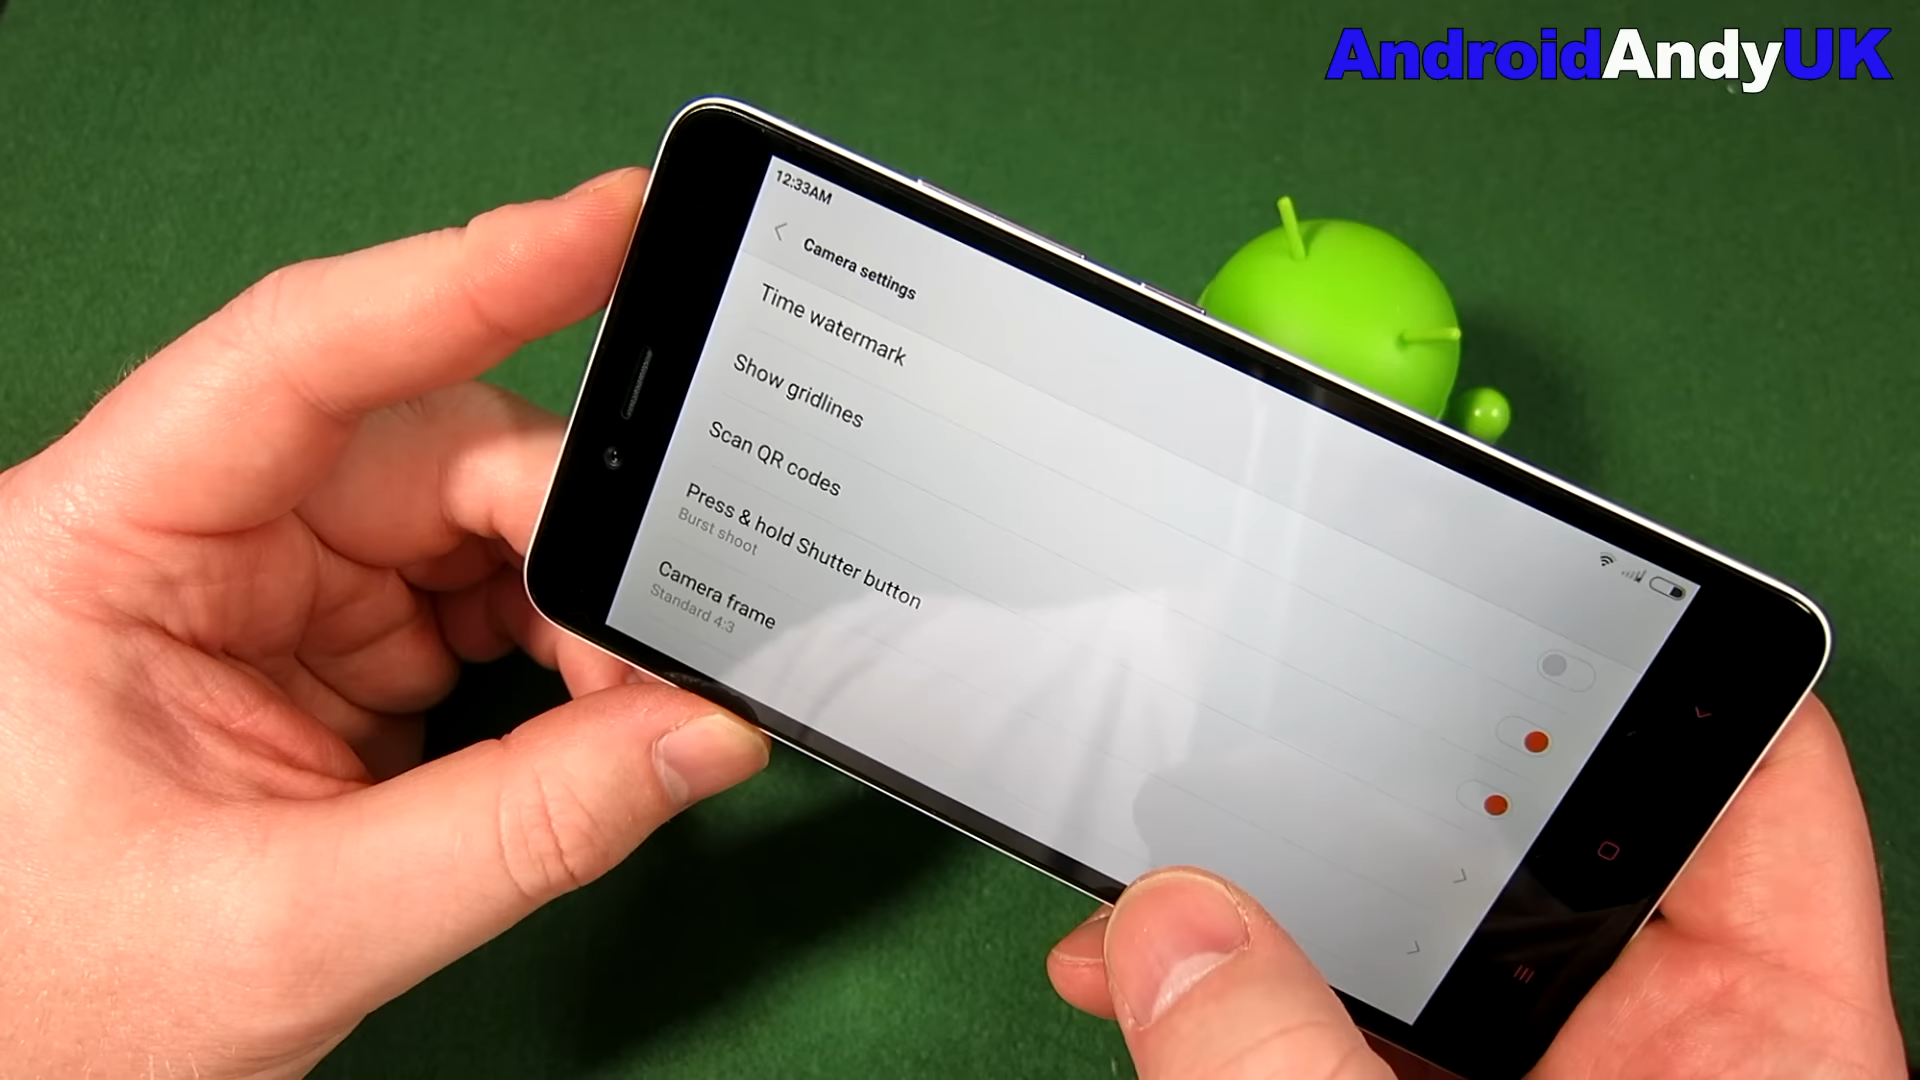 AndroidAndyUK
12:33AM
Camera settings
Time watermark
Show gridlines
Scan QR codes
Press & hold Shutter button
Burst shoot
Camera frame
Standard 4:3